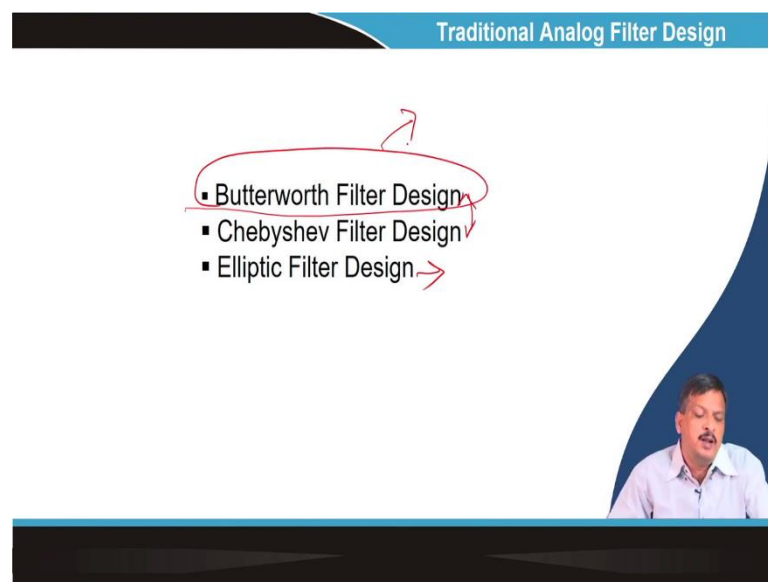 Traditional Analog Filter Design
▪ Butterworth Filter Design
▪ Chebyshev Filter Design
▪ Elliptic Filter Design